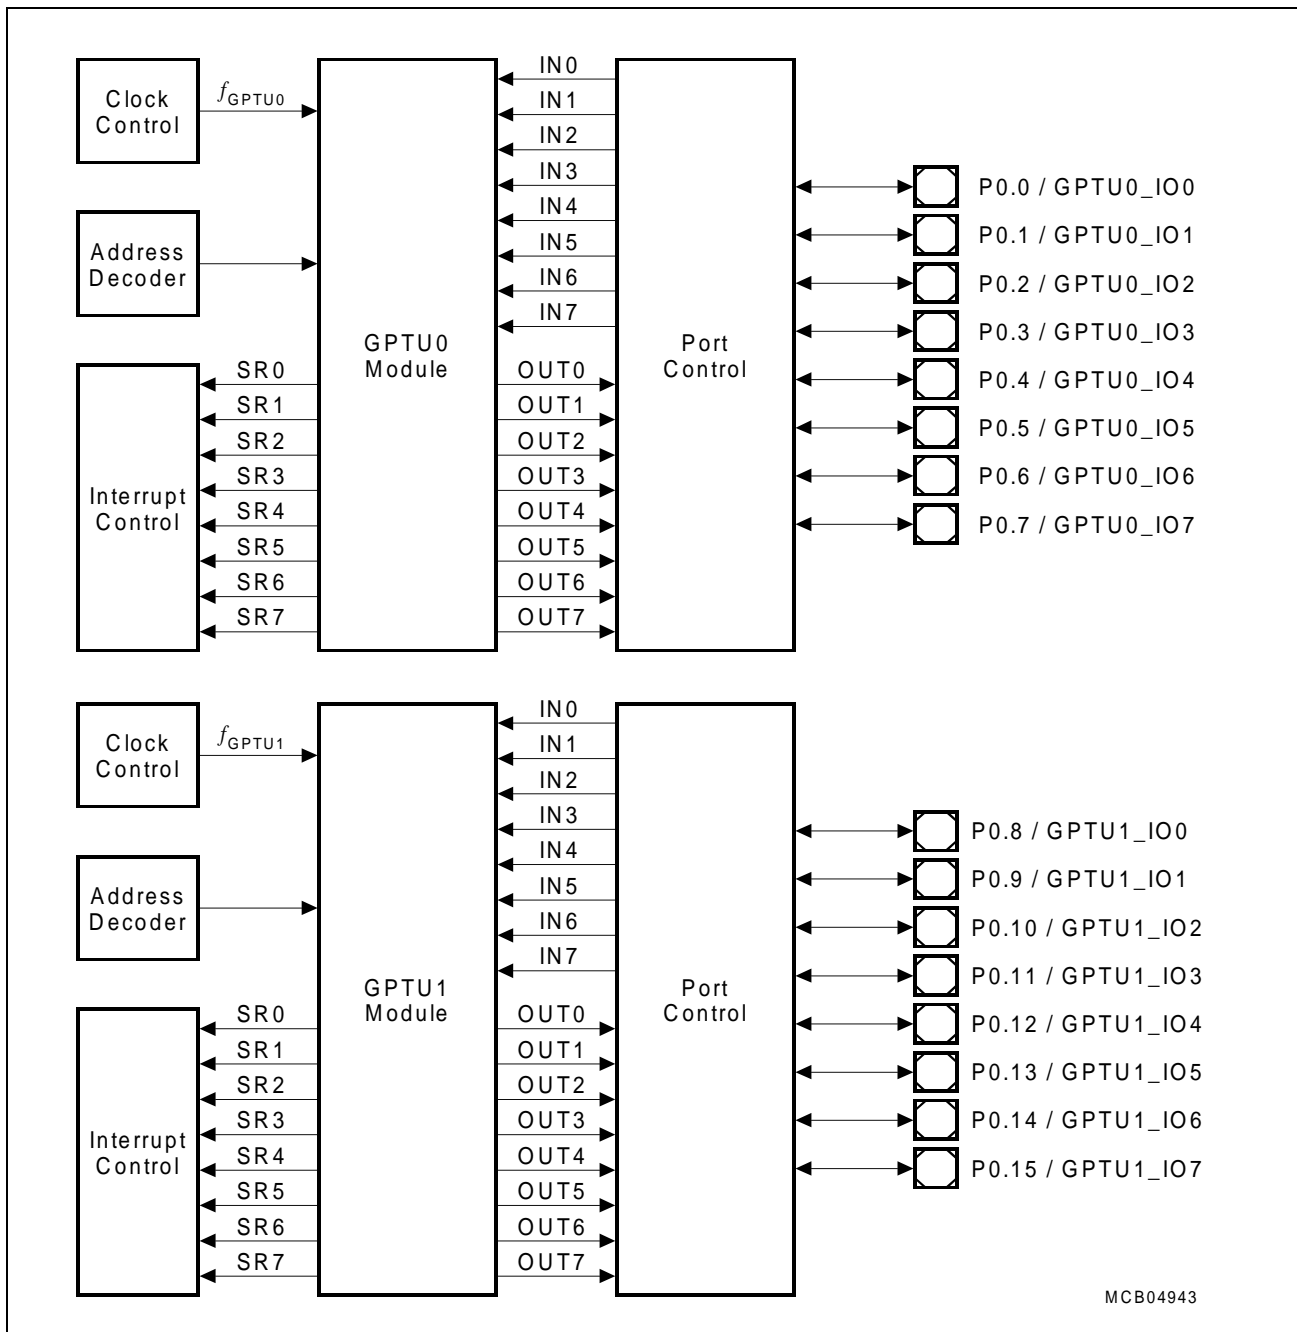 Clock
Control
fGPTU0
Address
Decoder
Interrupt
Control
SR0
SR1
SR2
SR3
SR4
SR5
SR6
SR7
GPTU0
Module
IN0
IN1
IN2
IN3
IN4
IN5
IN6
IN7
OUT0
OUT1
OUT2
OUT3
OUT4
OUT5
OUT6
OUT7
Port
Control
P0.0 / GPTU0_IO0
P0.1 / GPTU0_IO1
P0.2 / GPTU0_IO2
P0.3 / GPTU0_IO3
P0.4 / GPTU0_IO4
P0.5 / GPTU0_IO5
P0.6 / GPTU0_IO6
P0.7 / GPTU0_IO7
Clock
Control
fGPTU1
Address
Decoder
Interrupt
Control
SR0
SR1
SR2
SR3
SR4
SR5
SR6
SR7
GPTU1
Module
IN0
IN1
IN2
IN3
IN4
IN5
IN6
IN7
OUT0
OUT1
OUT2
OUT3
OUT4
OUT5
OUT6
OUT7
Port
Control
P0.8 / GPTU1_IO0
P0.9 / GPTU1_IO1
P0.10 / GPTU1_IO2
P0.11 / GPTU1_IO3
P0.12 / GPTU1_IO4
P0.13 / GPTU1_IO5
P0.14 / GPTU1_IO6
P0.15 / GPTU1_IO7
MCB04943